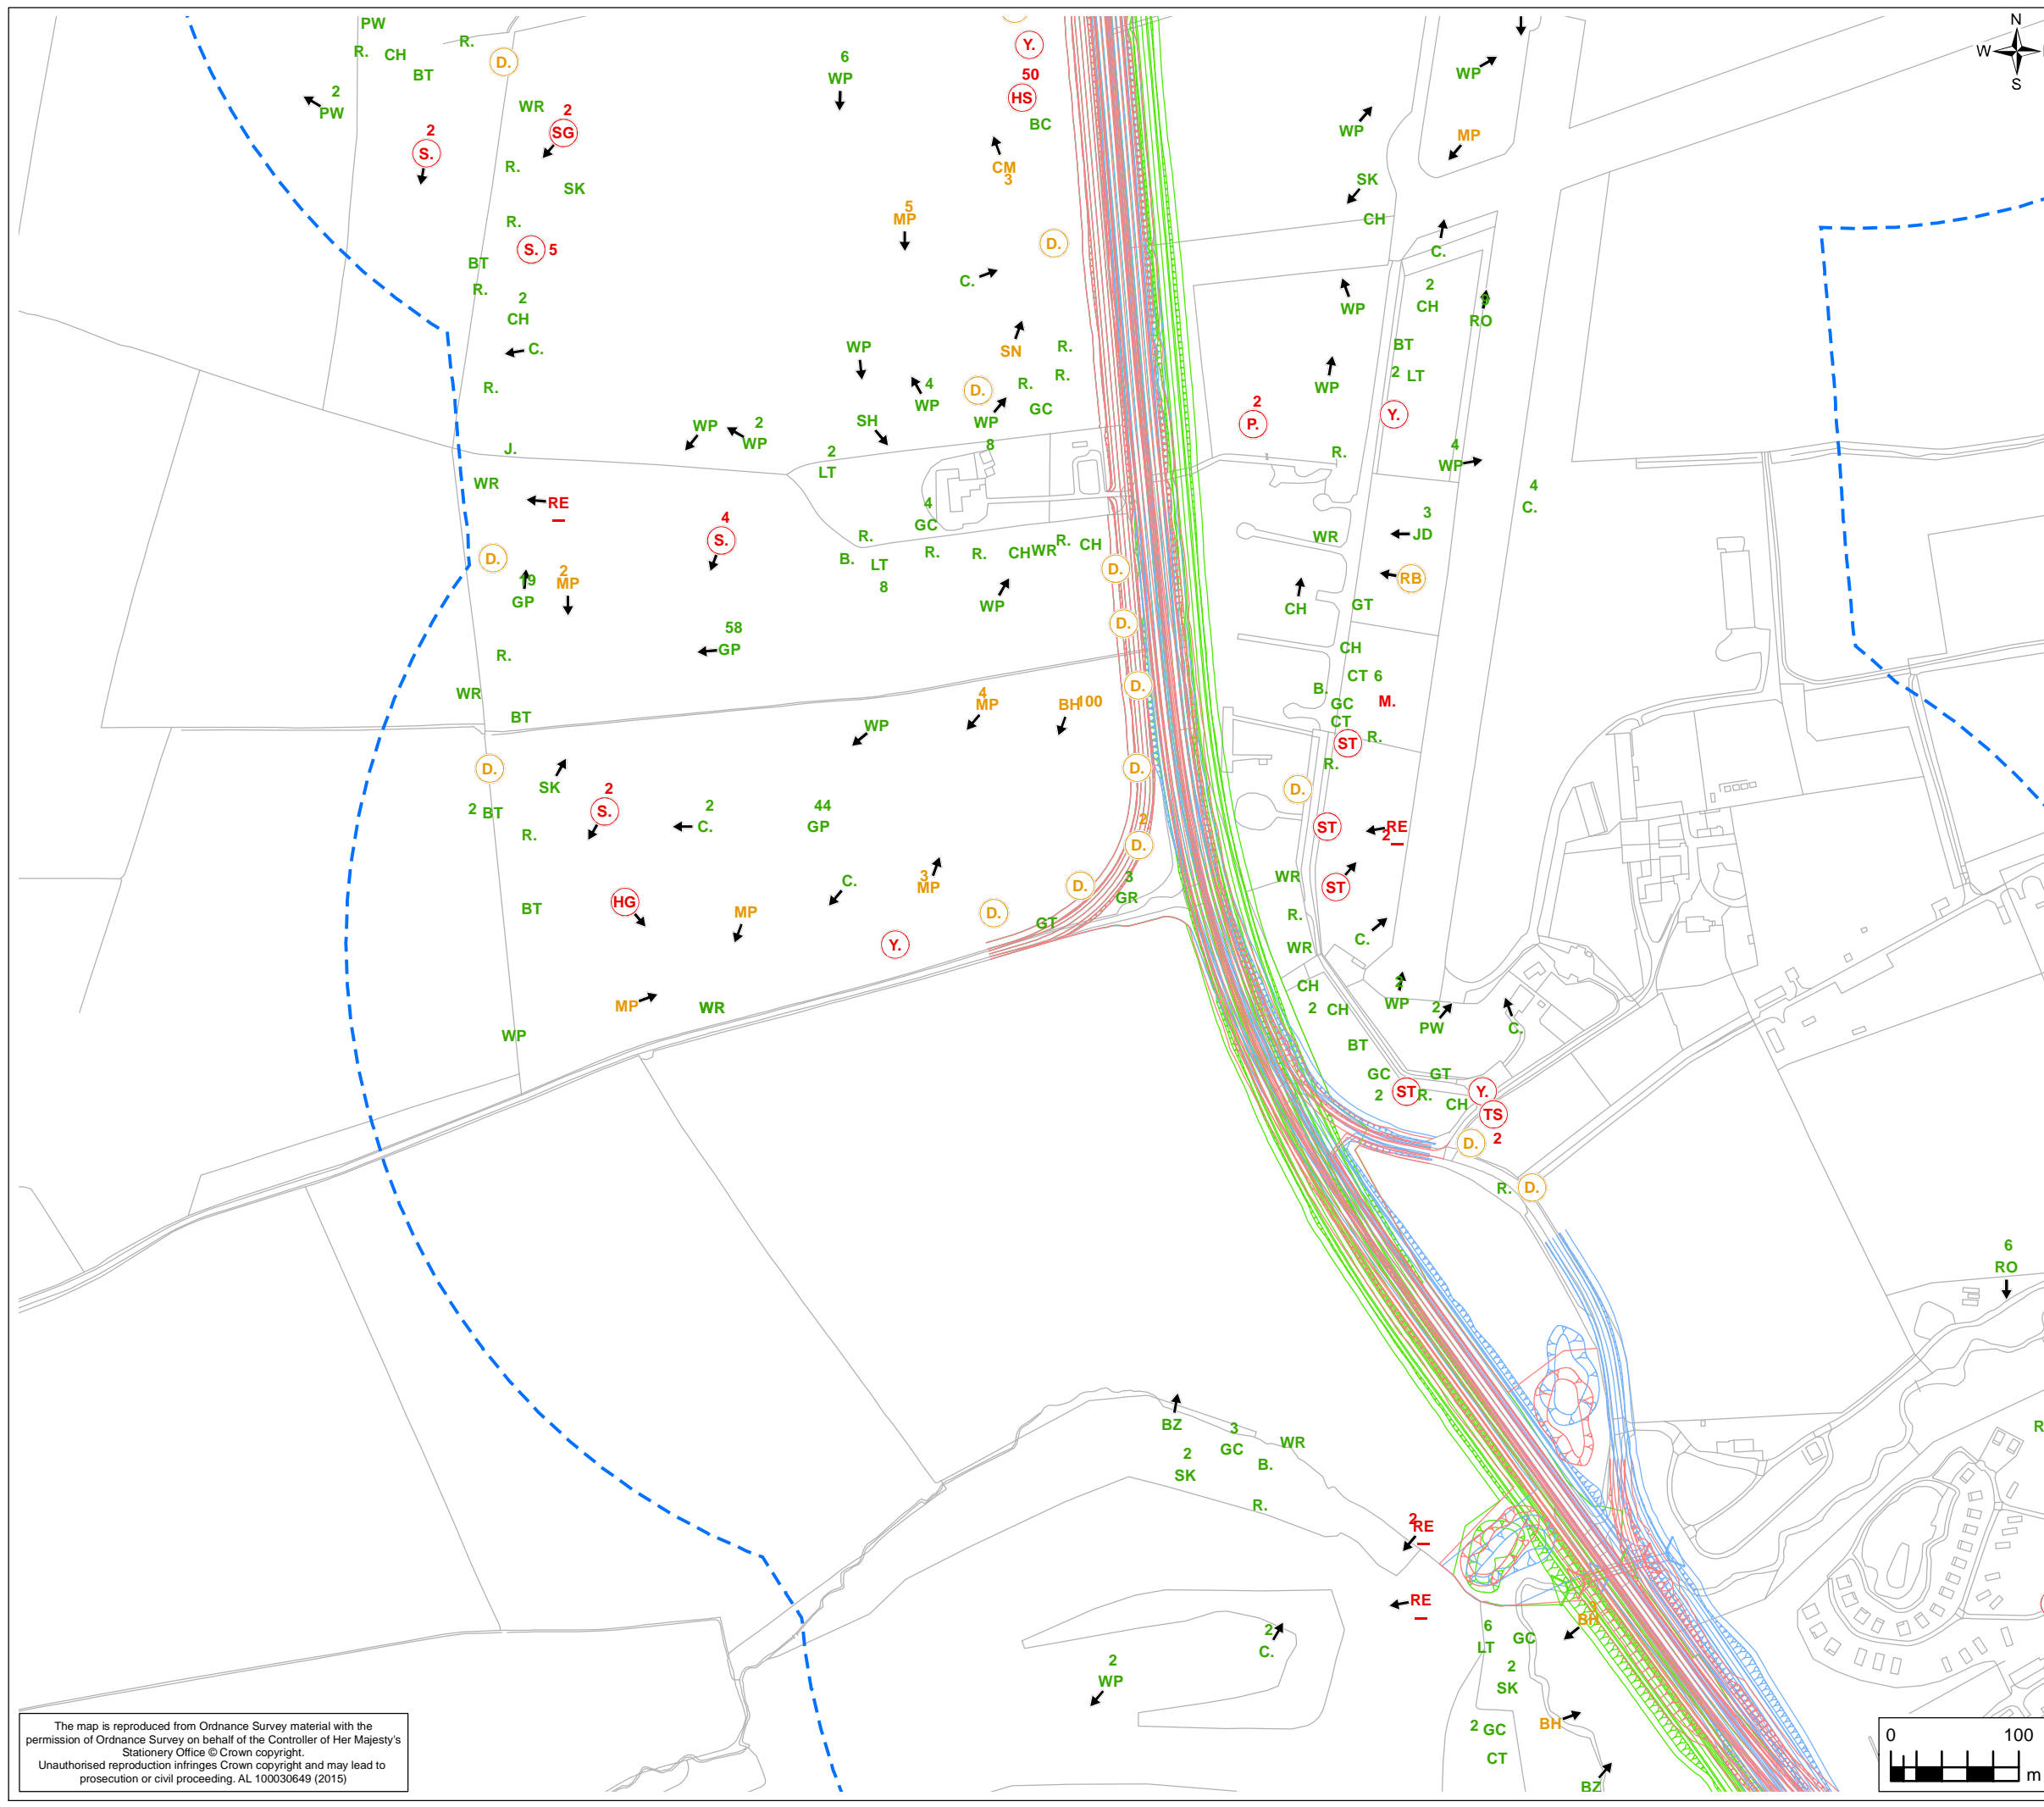 PW
R.
CH
BT
R.
D.
2
PW
WR
2
SG
2
S.
R.
SK
R.
S. 5
BT
R.
2
CH
C.
R.
J.
WR
RE
D.
19
GP
2
MP
R.
WR
BT
D.
SK
2 BT
2
S.
R.
BT
HG
MP
WP
WR
MP
6
WP
Y.
50
HS
BC
CM
3
5
MP
D.
C.
SN
R.
R.
R.
D.
GC
WP
8
WP
4
WP
SH
WP
2
WP
2
LT
4
S.
4
GC
R.
B.
LT
8
R.
R.
CH
WR
R.
CH
WP
D.
D.
D.
D.
58
GP
4
MP
BH 100
WP
2
C.
44
GP
C.
3
MP
2
D.
D.
3
GR
GT
D.
Y.
WP
WP
MP
SK
CH
C.
WP
2
CH
9
RO
BT
2 LT
WP
2
P.
Y.
R.
4
WP
4
C.
WR
3
JD
RB
CH
GT
CH
CT 6
B.
GC
M.
CT
R.
ST
R.
D.
ST
RE
2
ST
WR
R.
C.
WR
CH
2
CH
2
WP
2
PW
C.
BT
GC
2
GT
ST
R.
CH
Y.
TS
2
D.
R.
D.
6
RO
BZ
3
GC
WR
2
SK
B.
R.
2
RE
RE
3
BH
6
LT
GC
2
SK
2
C.
2
WP
BH
2 GC
CT
BZ
R
N
W
S
The map is reproduced from Ordnance Survey material with the
permission of Ordnance Survey on behalf of the Controller of Her Majesty's
Stationery Office © Crown copyright.
Unauthorised reproduction infringes Crown copyright and may lead to
prosecution or civil proceeding. AL 100030649 (2015)
0 100
m